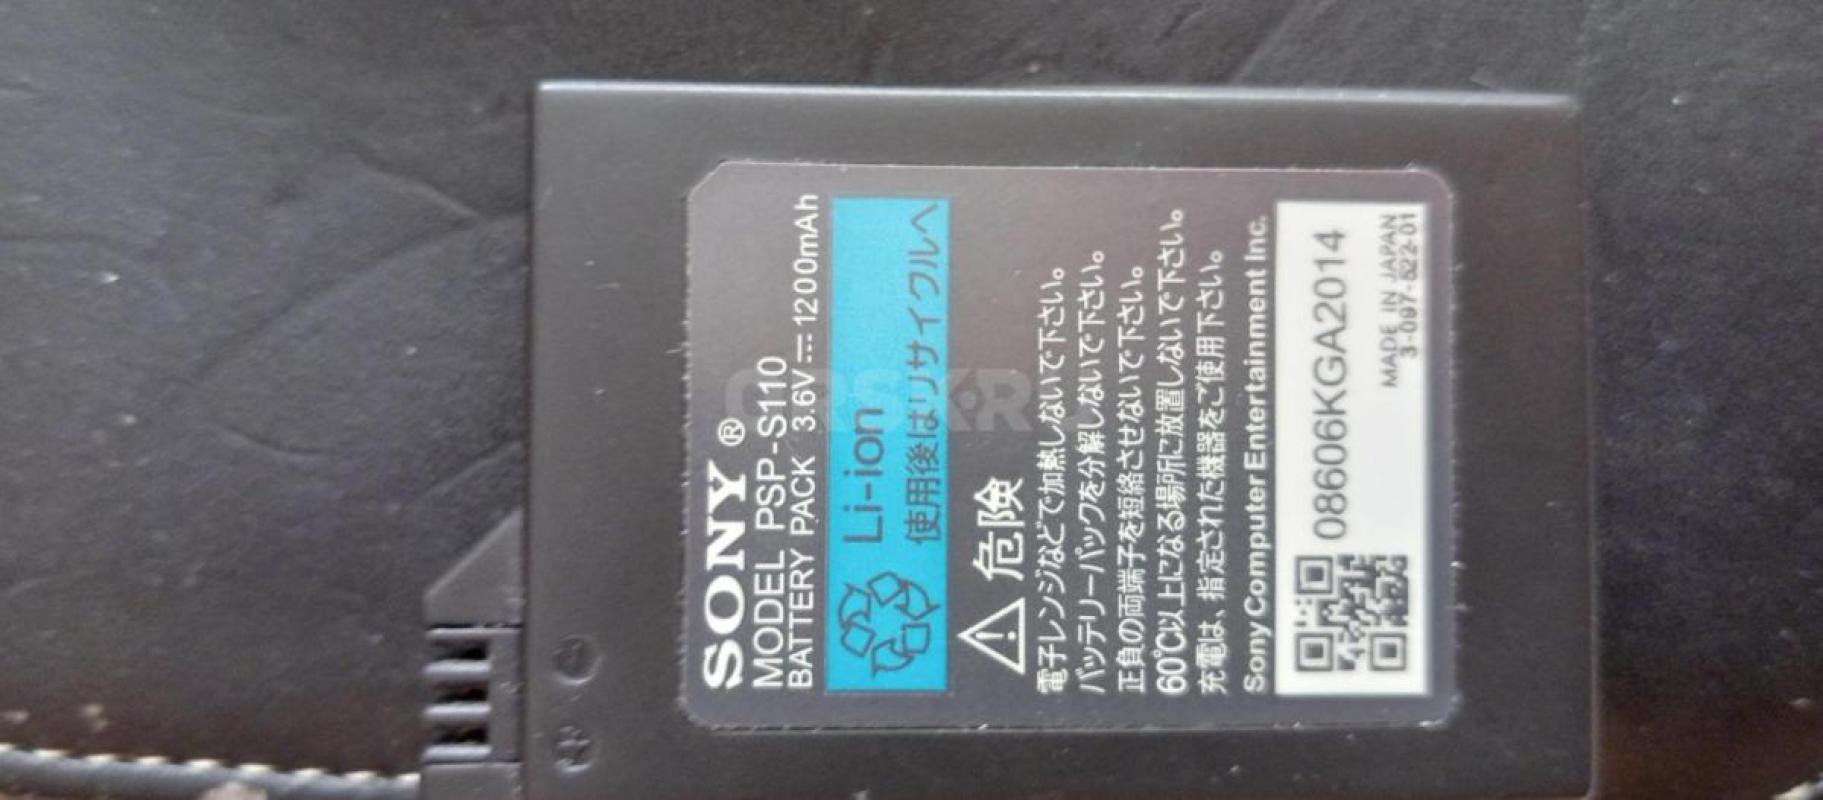 SONY®
MODEL PSP-S110
BATTERY PACK 3.6V⎓1200mAh
Li-ion
使用後はリサイクルへ
危険
電子レンジなどで加熱しないで下さい。
バッテリーパックを分解しないで下さい。
正負の両端子を短絡させないで下さい。
60℃以上になる場所に放置しないで下さい。
充電は、指定された機器をご使用下さい。
Sony Computer Entertainment Inc.
08606KGA2014
MADE IN JAPAN
3-097-622-01